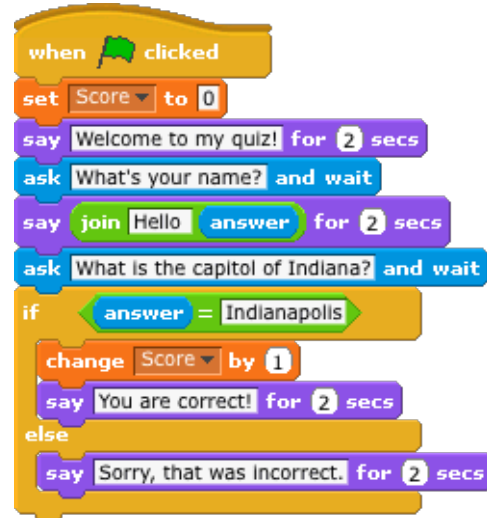 when clicked
set Score to 0
say Welcome to my quiz! for 2 secs
ask What's your name? and wait
say join Hello answer for 2 secs
ask What is the capitol of Indiana? and wait
if answer = Indianapolis
change Score by 1
say You are correct! for 2 secs
else
say Sorry, that was incorrect. for 2 secs